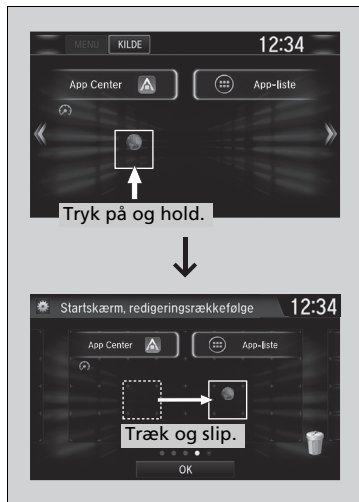 MENU KILDE 12:34
App Center App-liste
Tryk på og hold.
Startskærm, redigeringsrækkefølge 12:34
App Center App-liste
Træk og slip.
OK